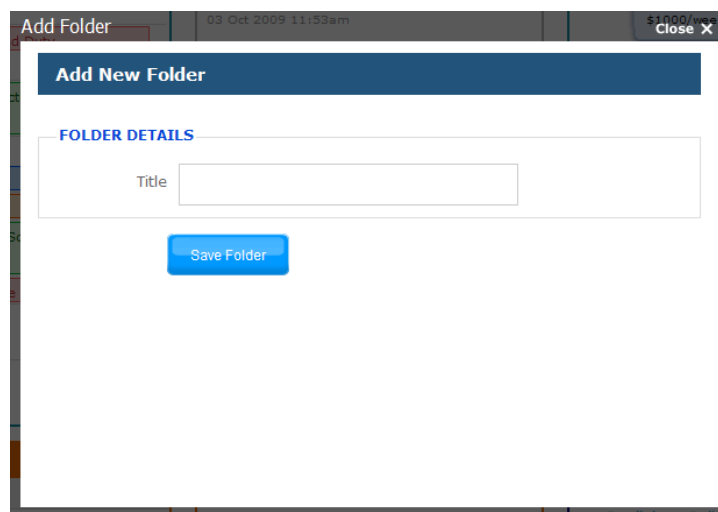 03 Oct 2009 11:53am
$1000/wee
Add Folder
Close X
Add New Folder
FOLDER DETAILS
Title
Save Folder